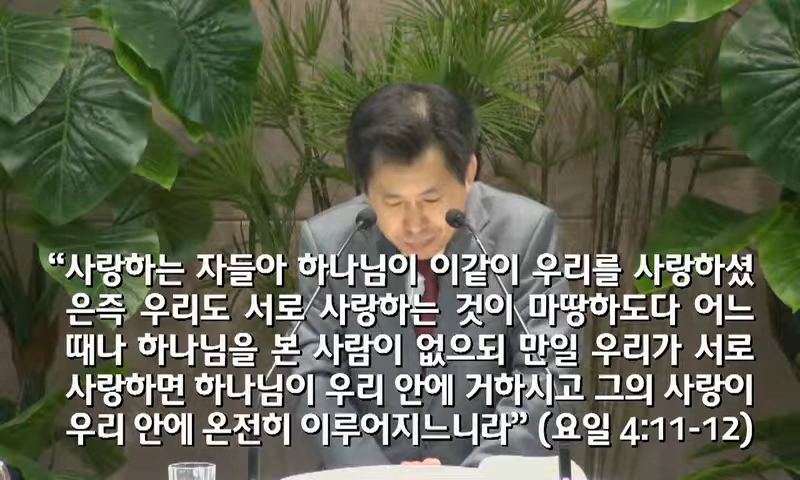 “사랑하는 자들아 하나님이 이같이 우리를 사랑하셨
은즉 우리도 서로 사랑하는 것이 마땅하도다 어느
때나 하나님을 본 사람이 없으되 만일 우리가 서로
사랑하면 하나님이 우리 안에 거하시고 그의 사랑이
우리 안에 온전히 이루어지느니라” (요일 4:11-12)